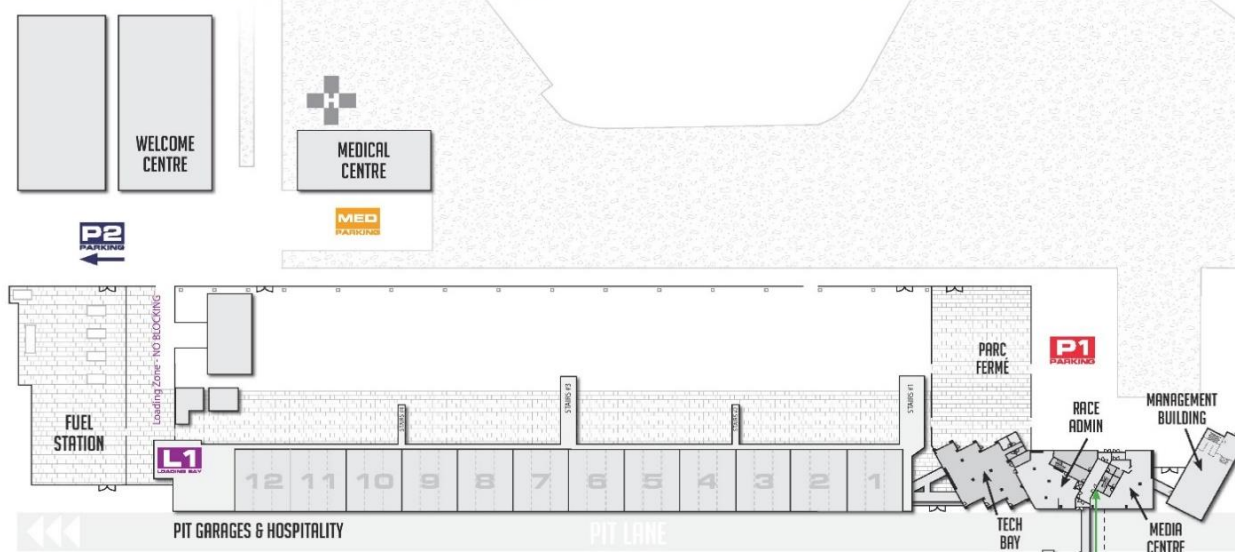 H
WELCOME
CENTRE
MEDICAL
CENTRE
MED
PARKING
P2
PARKING
Loading Zone - NO BLOCKING
STAIRS #3
STAIRS #1
PARC
FERMÉ
P1
PARKING
MANAGEMENT
BUILDING
RACE
ADMIN
FUEL
STATION
L1
LOADING BAY
12 11 10 9 8 7 6 5 4 3 2 1
TECH
BAY
MEDIA
CENTRE
PIT GARAGES & HOSPITALITY
PIT LANE